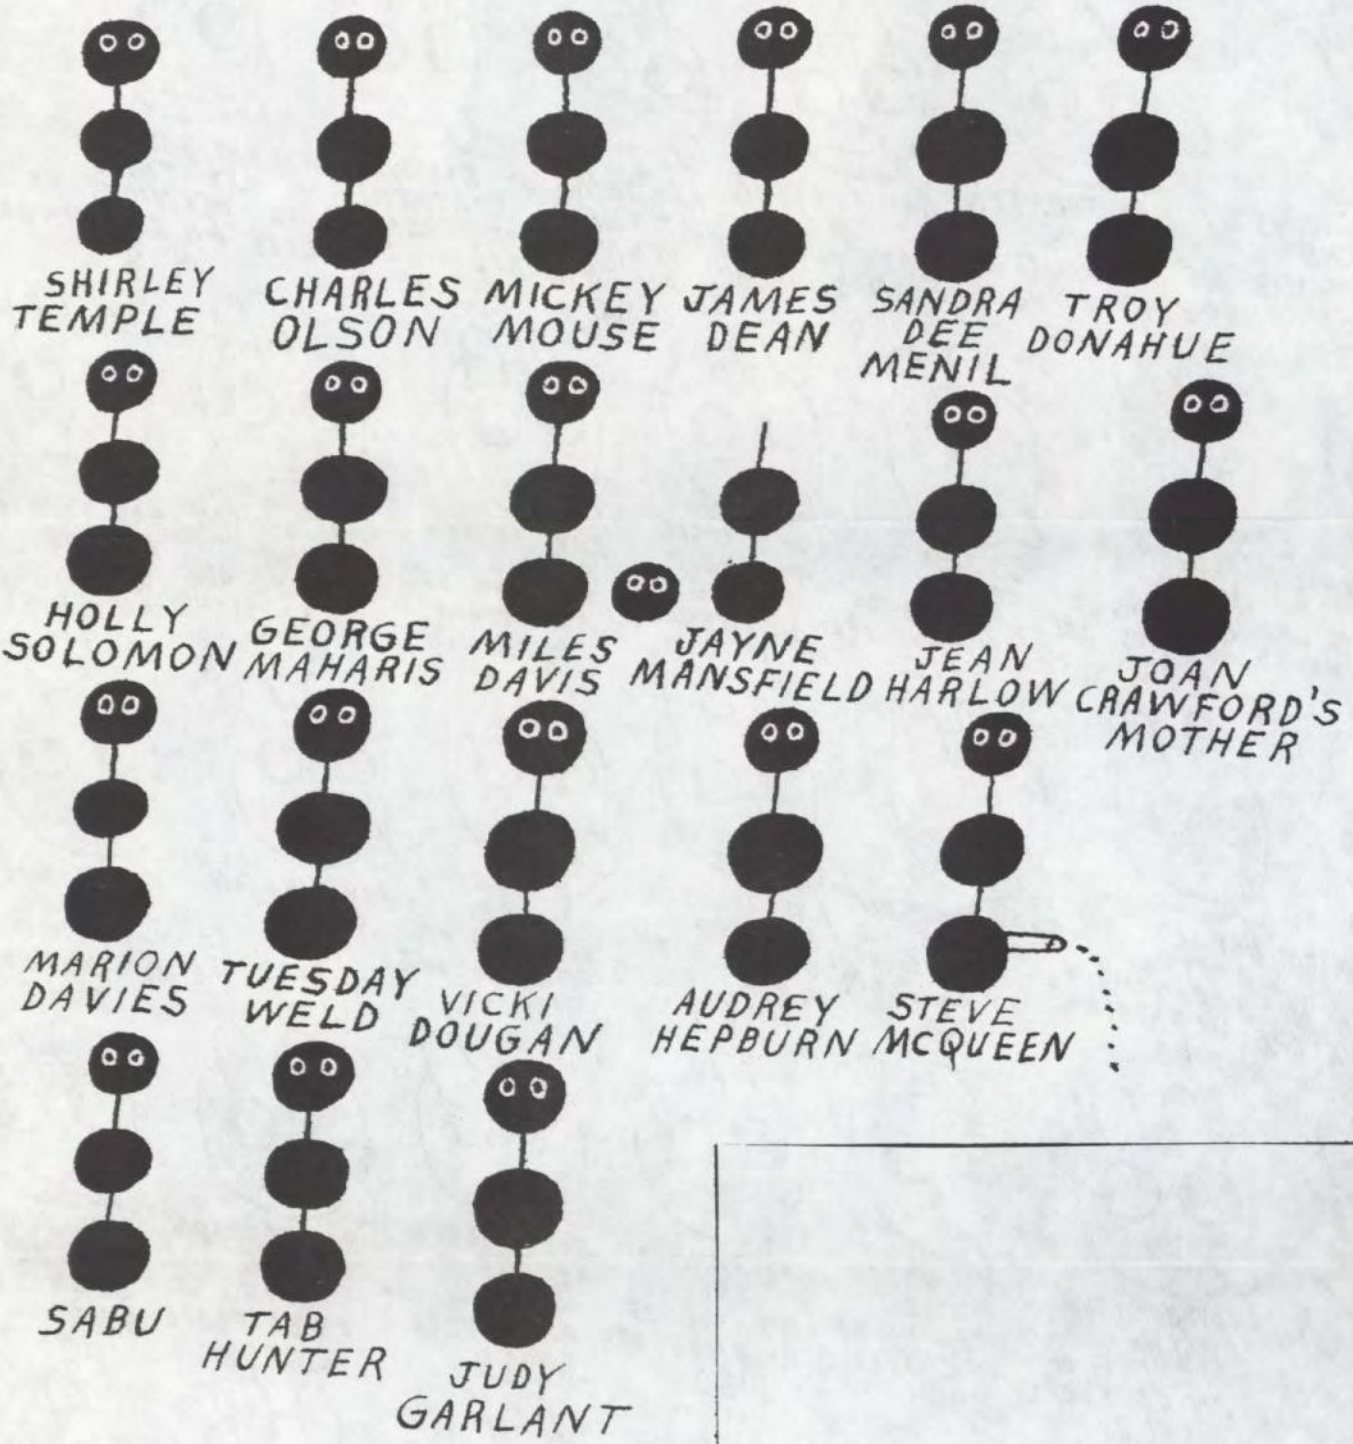 SHIRLEY
TEMPLE
CHARLES
OLSON
MICKEY
MOUSE
JAMES
DEAN
SANDRA
DEE
MENIL
TROY
DONAHUE
HOLLY
SOLOMON
GEORGE
MAHARIS
MILES
DAVIS
JAYNE
MANSFIELD
JEAN
HARLOW
JOAN
CRAWFORD'S
MOTHER
MARION
DAVIES
TUESDAY
WELD
VICKI
DOUGAN
AUDREY
HEPBURN
STEVE
MCQUEEN
SABU
TAB
HUNTER
JUDY
GARLANT